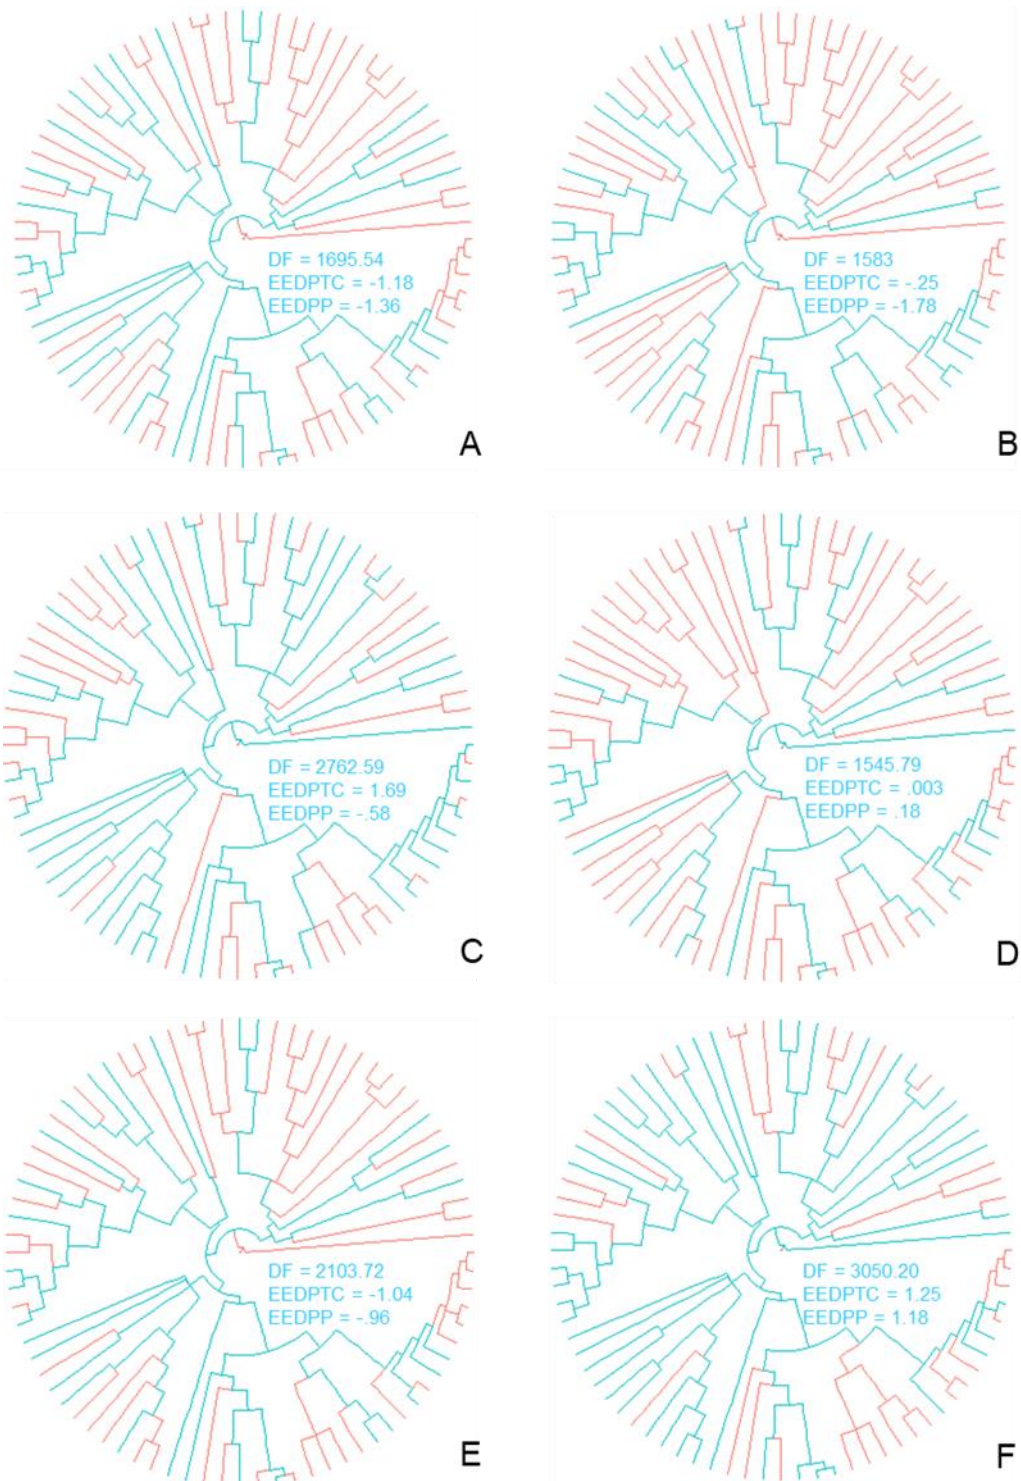 DF = 1695.54
EEDPTC = -1.18
EEDPP = -1.36
A
DF = 1583
EEDPTC = -.25
EEDPP = -1.78
B
DF = 2762.59
EEDPTC = 1.69
EEDPP = -.58
C
DF = 1545.79
EEDPTC = .003
EEDPP = .18
D
DF = 2103.72
EEDPTC = -1.04
EEDPP = -.96
E
DF = 3050.20
EEDPTC = 1.25
EEDPP = 1.18
F